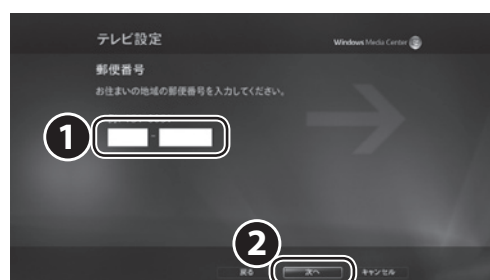 テレビ設定
Windows Media Center
郵便番号
お住まいの地域の郵便番号を入力してください。
1
-
2
戻る
次へ
キャンセル